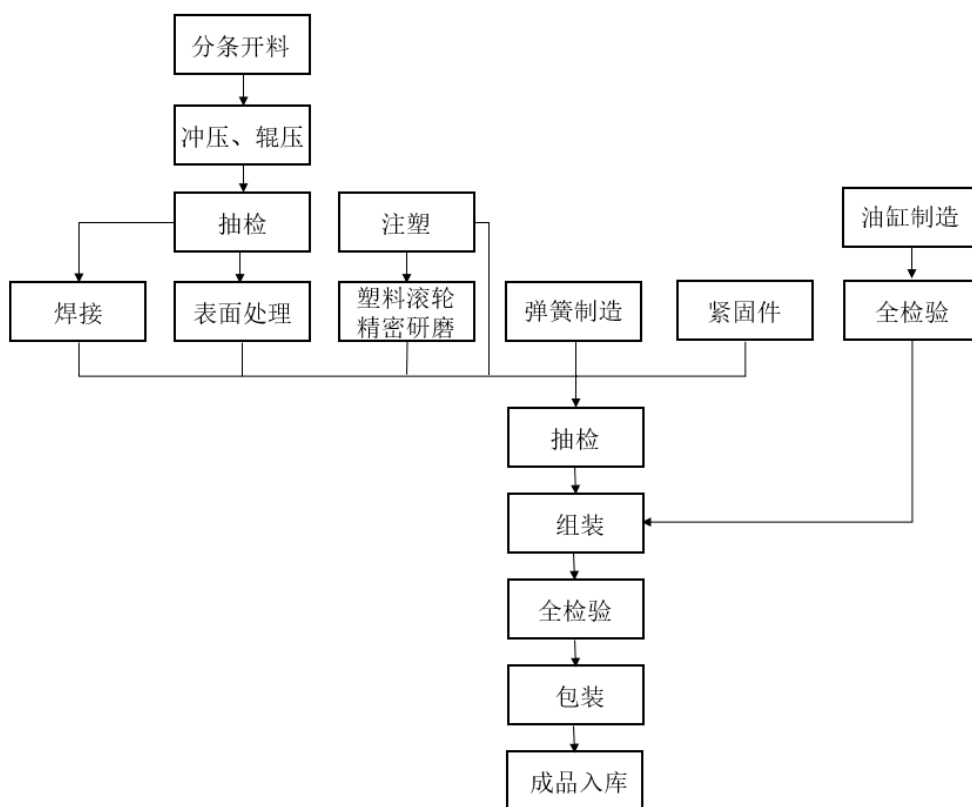 分条开料
冲压、辊压
抽检
注塑
油缸制造
焊接
表面处理
塑料滚轮
精密研磨
弹簧制造
紧固件
全检验
抽检
组装
全检验
包装
成品入库